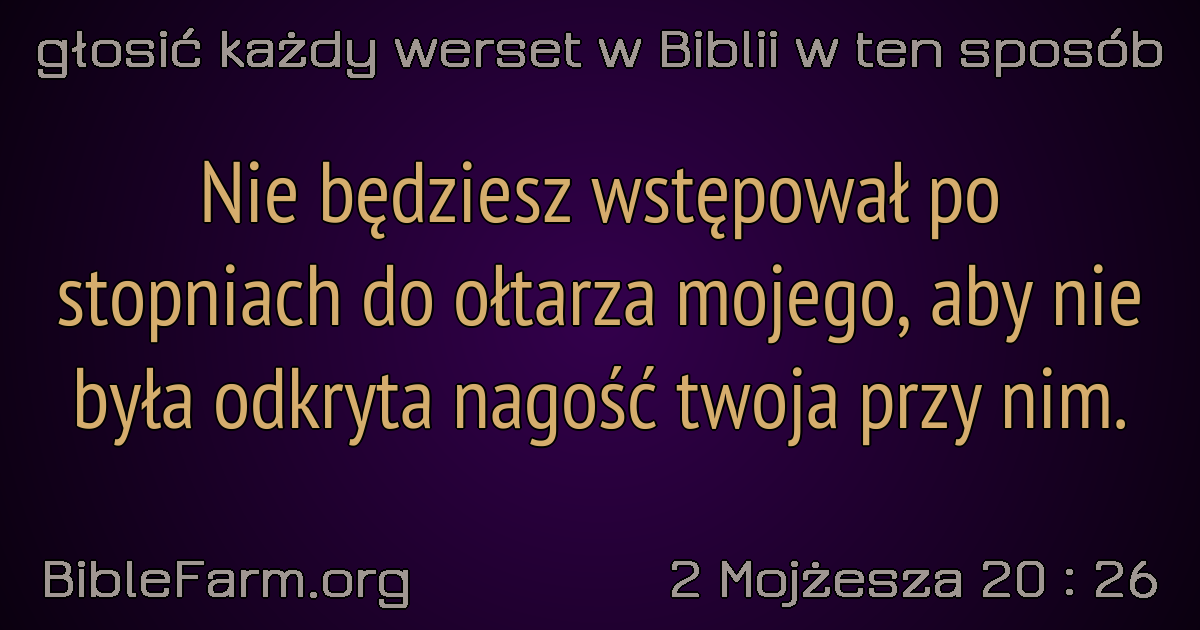 głosić każdy werset w Biblii w ten sposób
Nie będziesz wstępował po
stopniach do ołtarza mojego, aby nie
była odkryta nagość twoja przy nim.
BibleFarm.org
2 Mojżesza 20 : 26